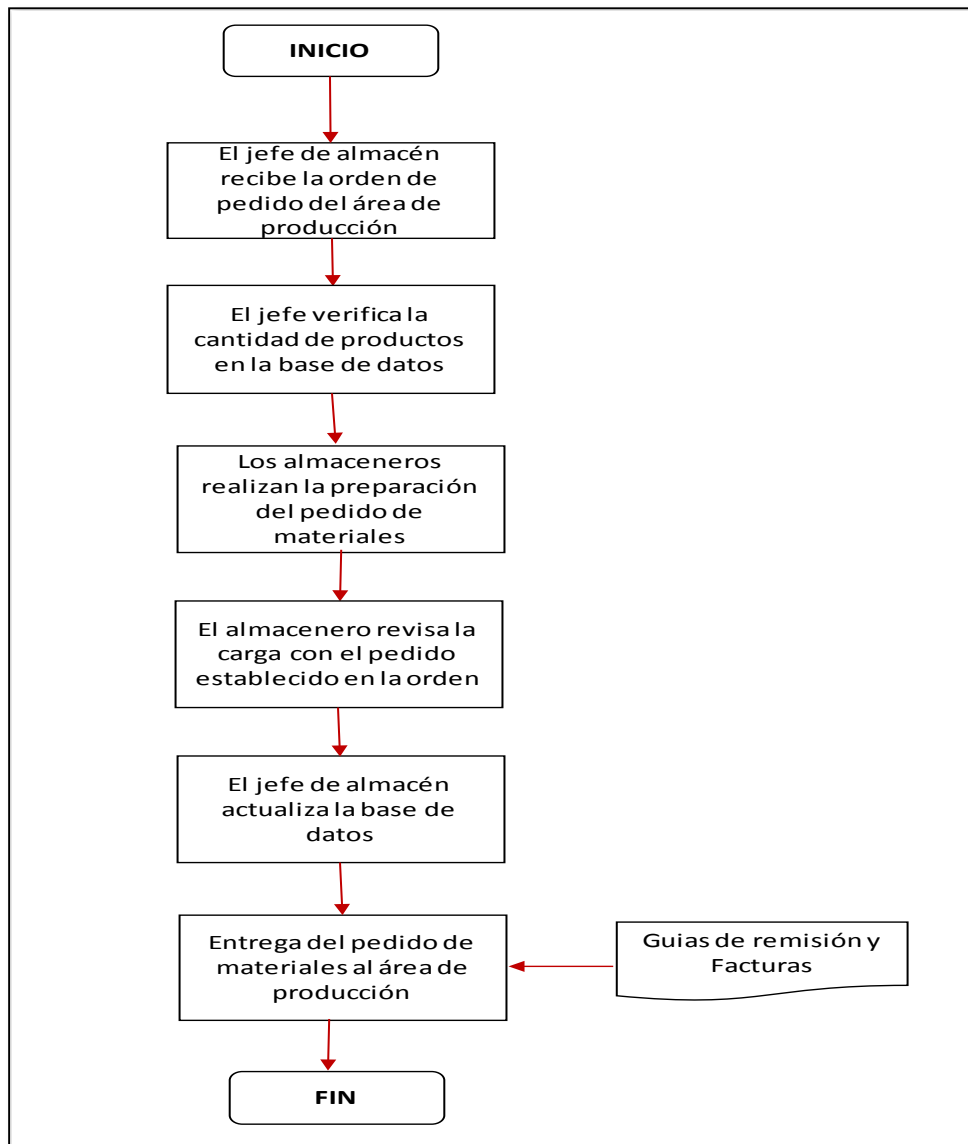 INICIO
El jefe de almacén
recibe la orden de
pedido del área de
producción
El jefe verifica la
cantidad de productos
en la base de datos
Los almaceneros
realizan la preparación
del pedido de
materiales
El almacenero revisa la
carga con el pedido
establecido en la orden
El jefe de almacén
actualiza la base de
datos
Entrega del pedido de
materiales al área de
producción
Guias de remisión y
Facturas
FIN